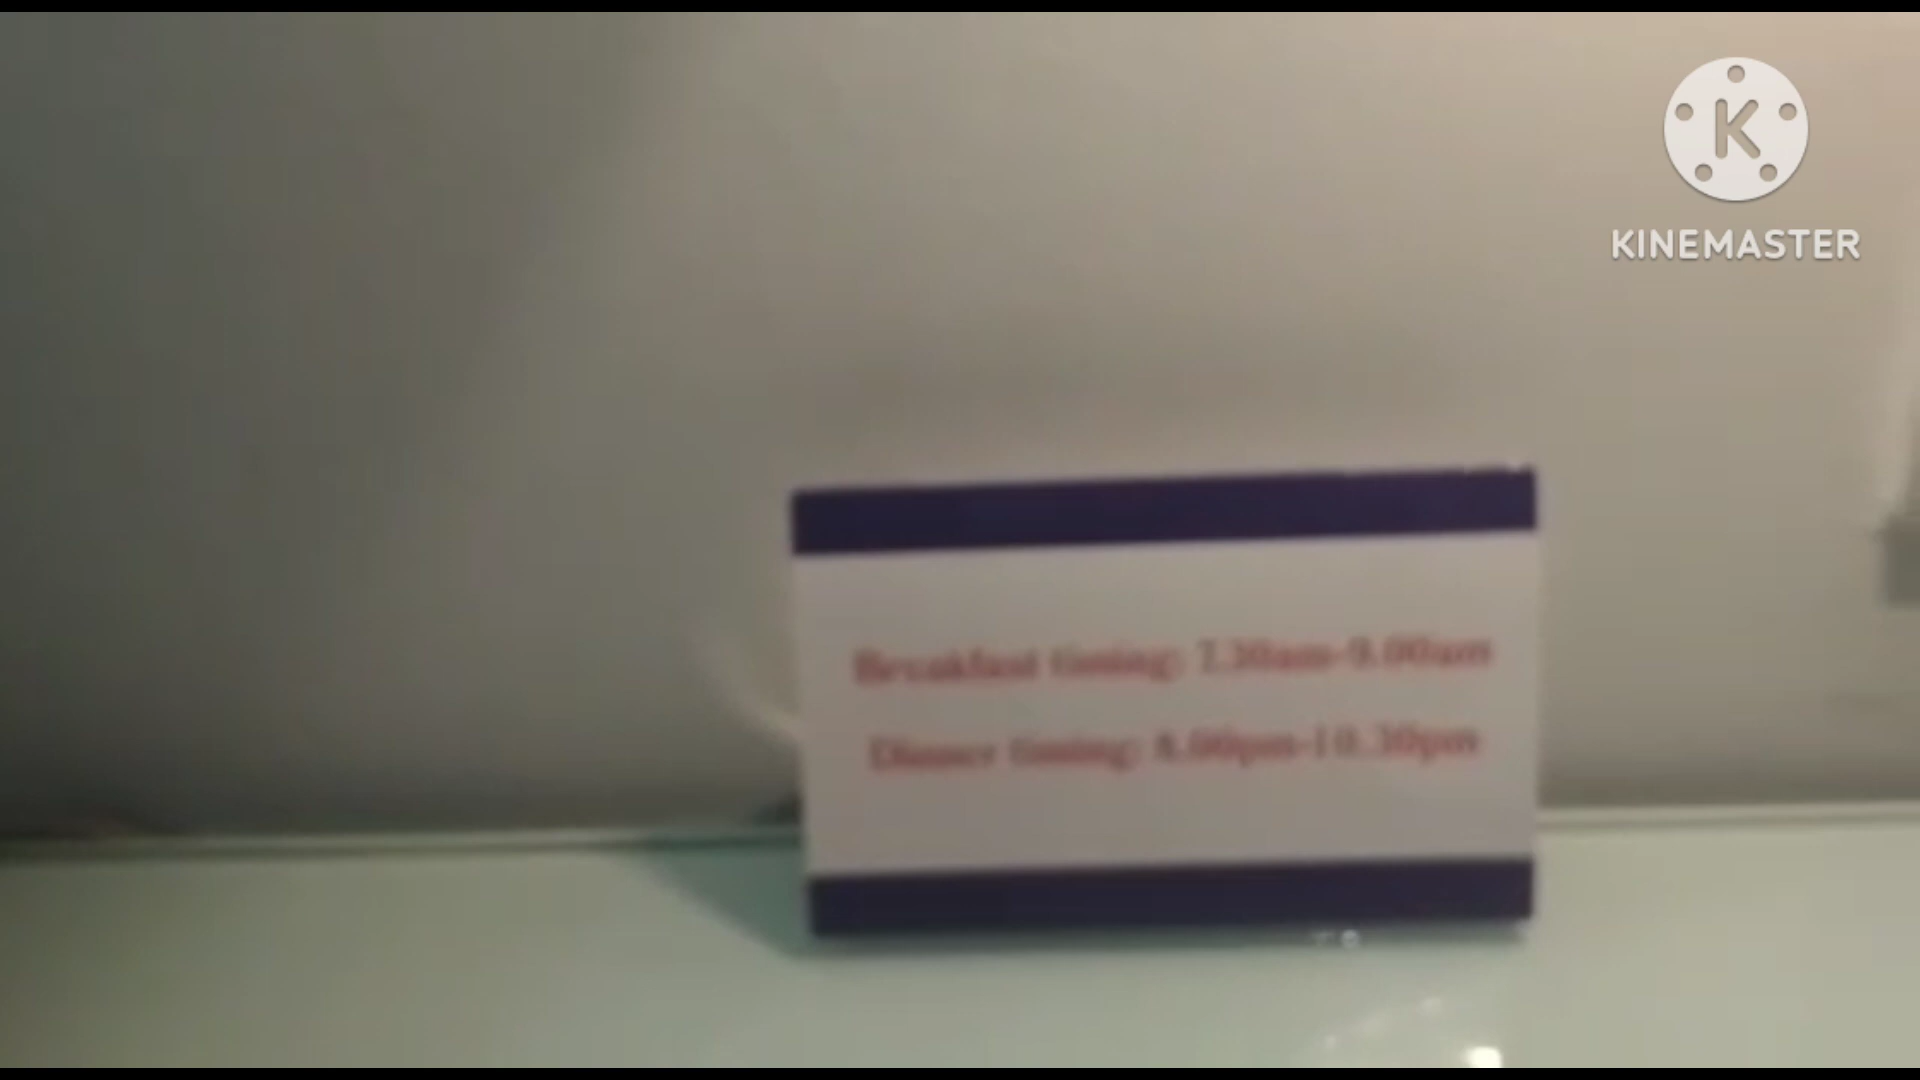 KINEMASTER
Breakfast timing: 7.30am-9.00am
Dinner timing: 8.00pm-10.30pm